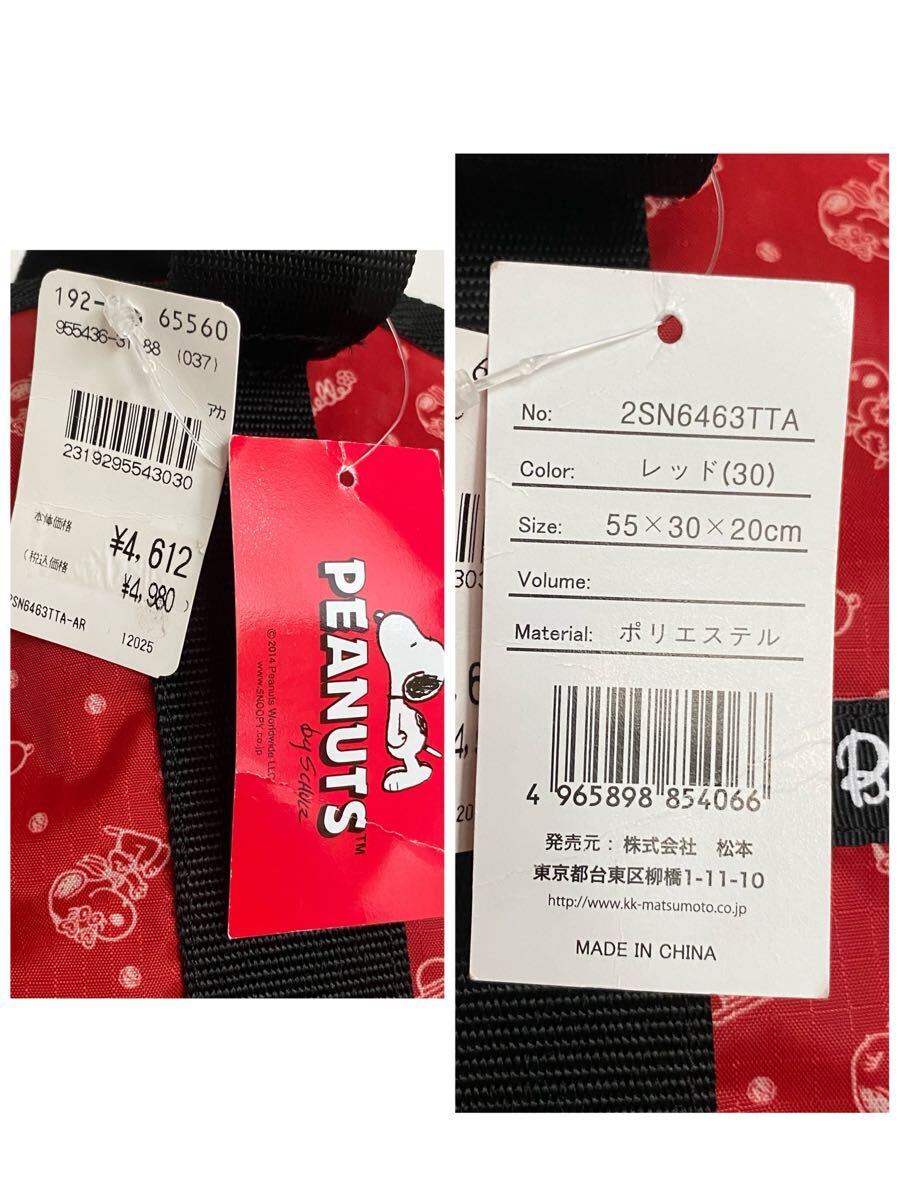 192- 65560
955436- 88 (037)
アカ
2319295543030
本体価格
¥4,612
(税込価格
¥4,980 )
2SN6463TTA-AR 12025
PEANUTS™
by SCHULZ
©2014 Peanuts Worldwide LLC
www.SNOOPY.co.jp
No: 2SN6463TTA
Color: レッド(30)
Size: 55×30×20cm
Volume:
Material: ポリエステル
4 965898 854066
発売元: 株式会社 松本
東京都台東区柳橋1-11-10
http://www.kk-matsumoto.co.jp
MADE IN CHINA